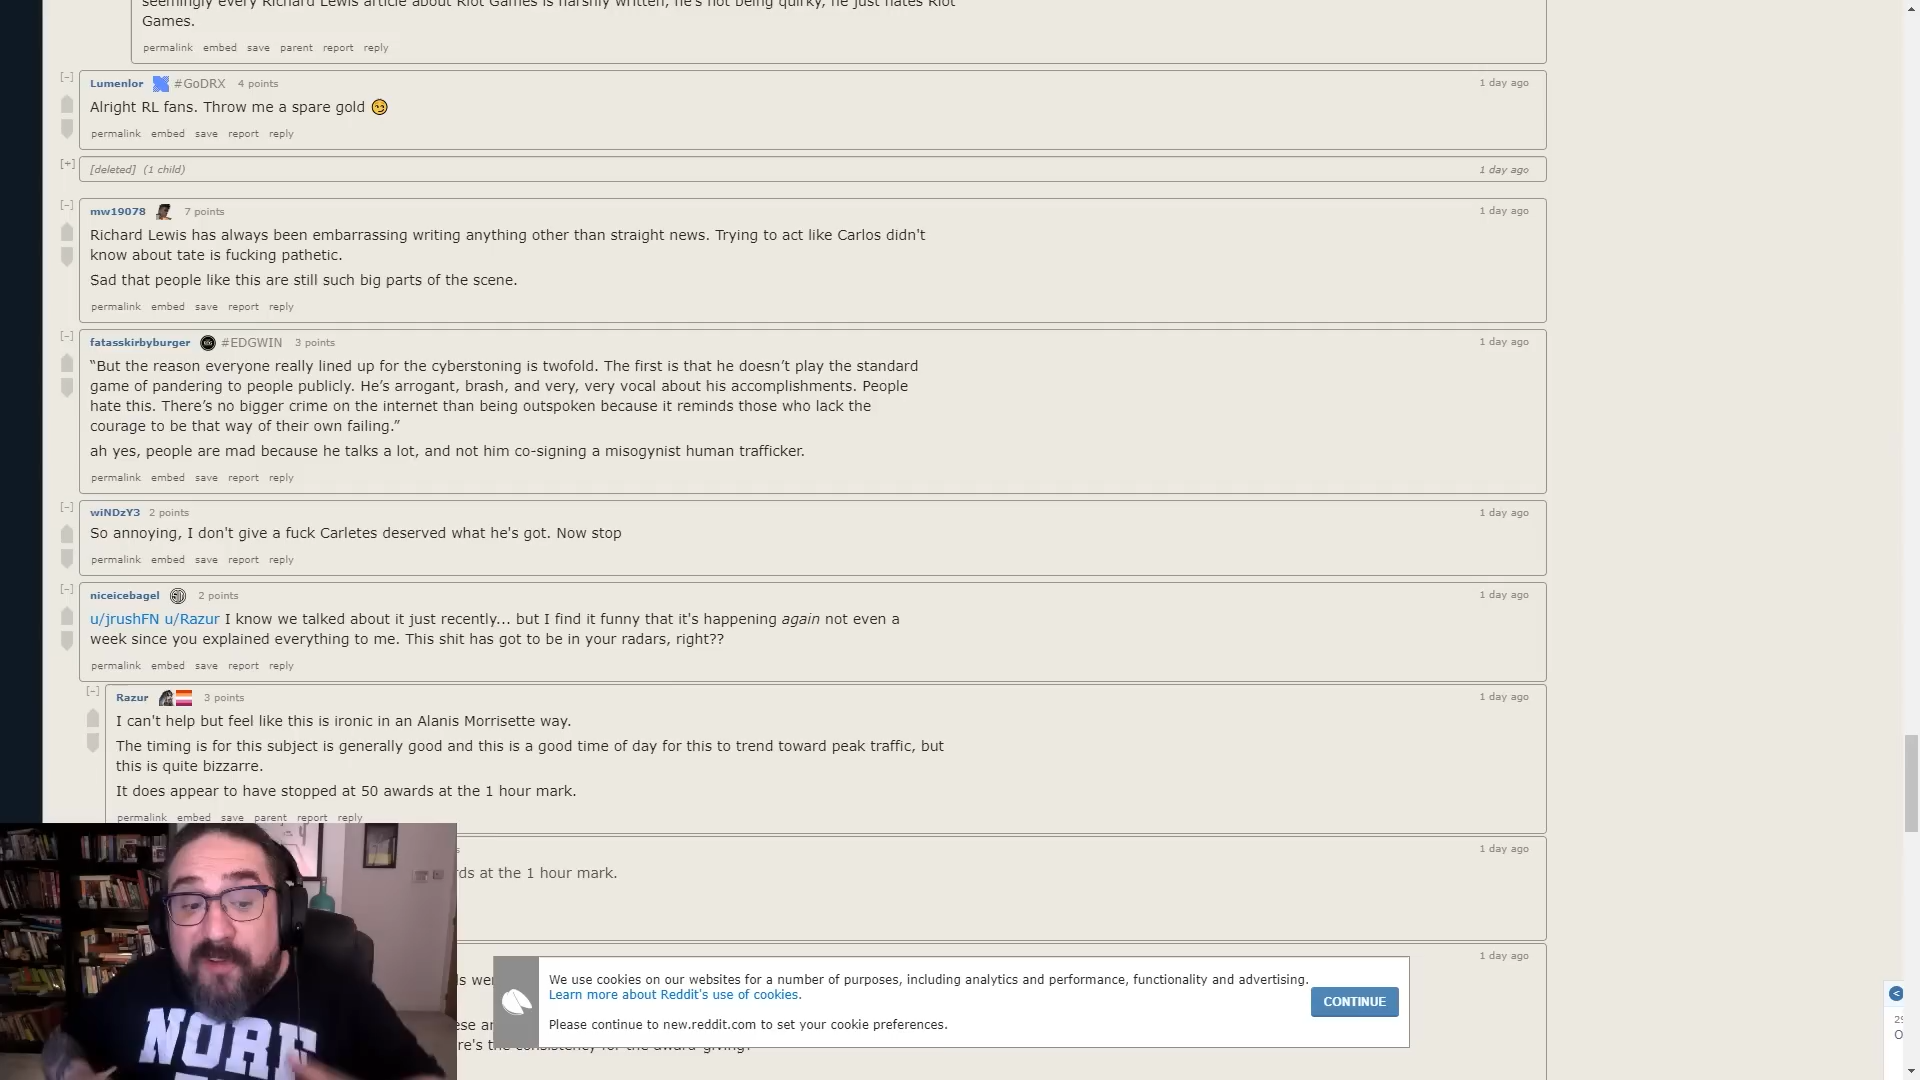 seemingly every Richard Lewis article about Riot Games is harshly written, he's not being quirky, he just hates Riot
Games.
permalink embed save parent report reply
[-] Lumenlor #GoDRX 4 points 1 day ago
Alright RL fans. Throw me a spare gold 😏
permalink embed save report reply
[+] [deleted] (1 child) 1 day ago
[-] mw19078 7 points 1 day ago
Richard Lewis has always been embarrassing writing anything other than straight news. Trying to act like Carlos didn't
know about tate is fucking pathetic.
Sad that people like this are still such big parts of the scene.
permalink embed save report reply
[-] fatasskirbyburger #EDGWIN 3 points 1 day ago
“But the reason everyone really lined up for the cyberstoning is twofold. The first is that he doesn’t play the standard
game of pandering to people publicly. He’s arrogant, brash, and very, very vocal about his accomplishments. People
hate this. There’s no bigger crime on the internet than being outspoken because it reminds those who lack the
courage to be that way of their own failing.”
ah yes, people are mad because he talks a lot, and not him co-signing a misogynist human trafficker.
permalink embed save report reply
[-] wiNDzY3 2 points 1 day ago
So annoying, I don't give a fuck Carletes deserved what he's got. Now stop
permalink embed save report reply
[-] niceicebagel 2 points 1 day ago
u/jrushFN u/Razur I know we talked about it just recently... but I find it funny that it's happening again not even a
week since you explained everything to me. This shit has got to be in your radars, right??
permalink embed save report reply
[-] Razur 3 points 1 day ago
I can't help but feel like this is ironic in an Alanis Morrisette way.
The timing is for this subject is generally good and this is a good time of day for this to trend toward peak traffic, but
this is quite bizzarre.
It does appear to have stopped at 50 awards at the 1 hour mark.
permalink embed save parent report reply
1 day ago
rds at the 1 hour mark.
1 day ago
We use cookies on our websites for a number of purposes, including analytics and performance, functionality and advertising.
Learn more about Reddit's use of cookies.
CONTINUE
Please continue to new.reddit.com to set your cookie preferences.
NORF